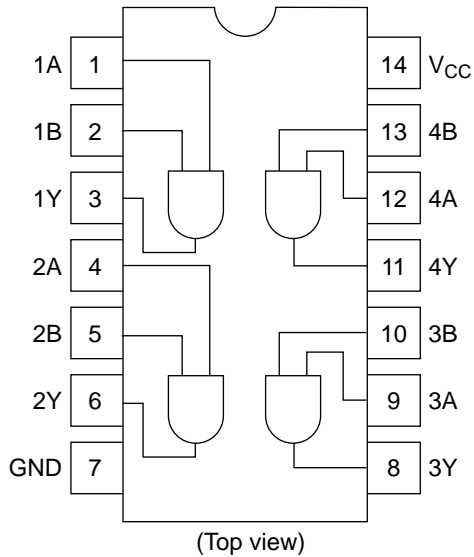 1A 1 14 VCC
1B 2 13 4B
1Y 3 12 4A
2A 4 11 4Y
2B 5 10 3B
2Y 6 9 3A
GND 7 8 3Y
(Top view)